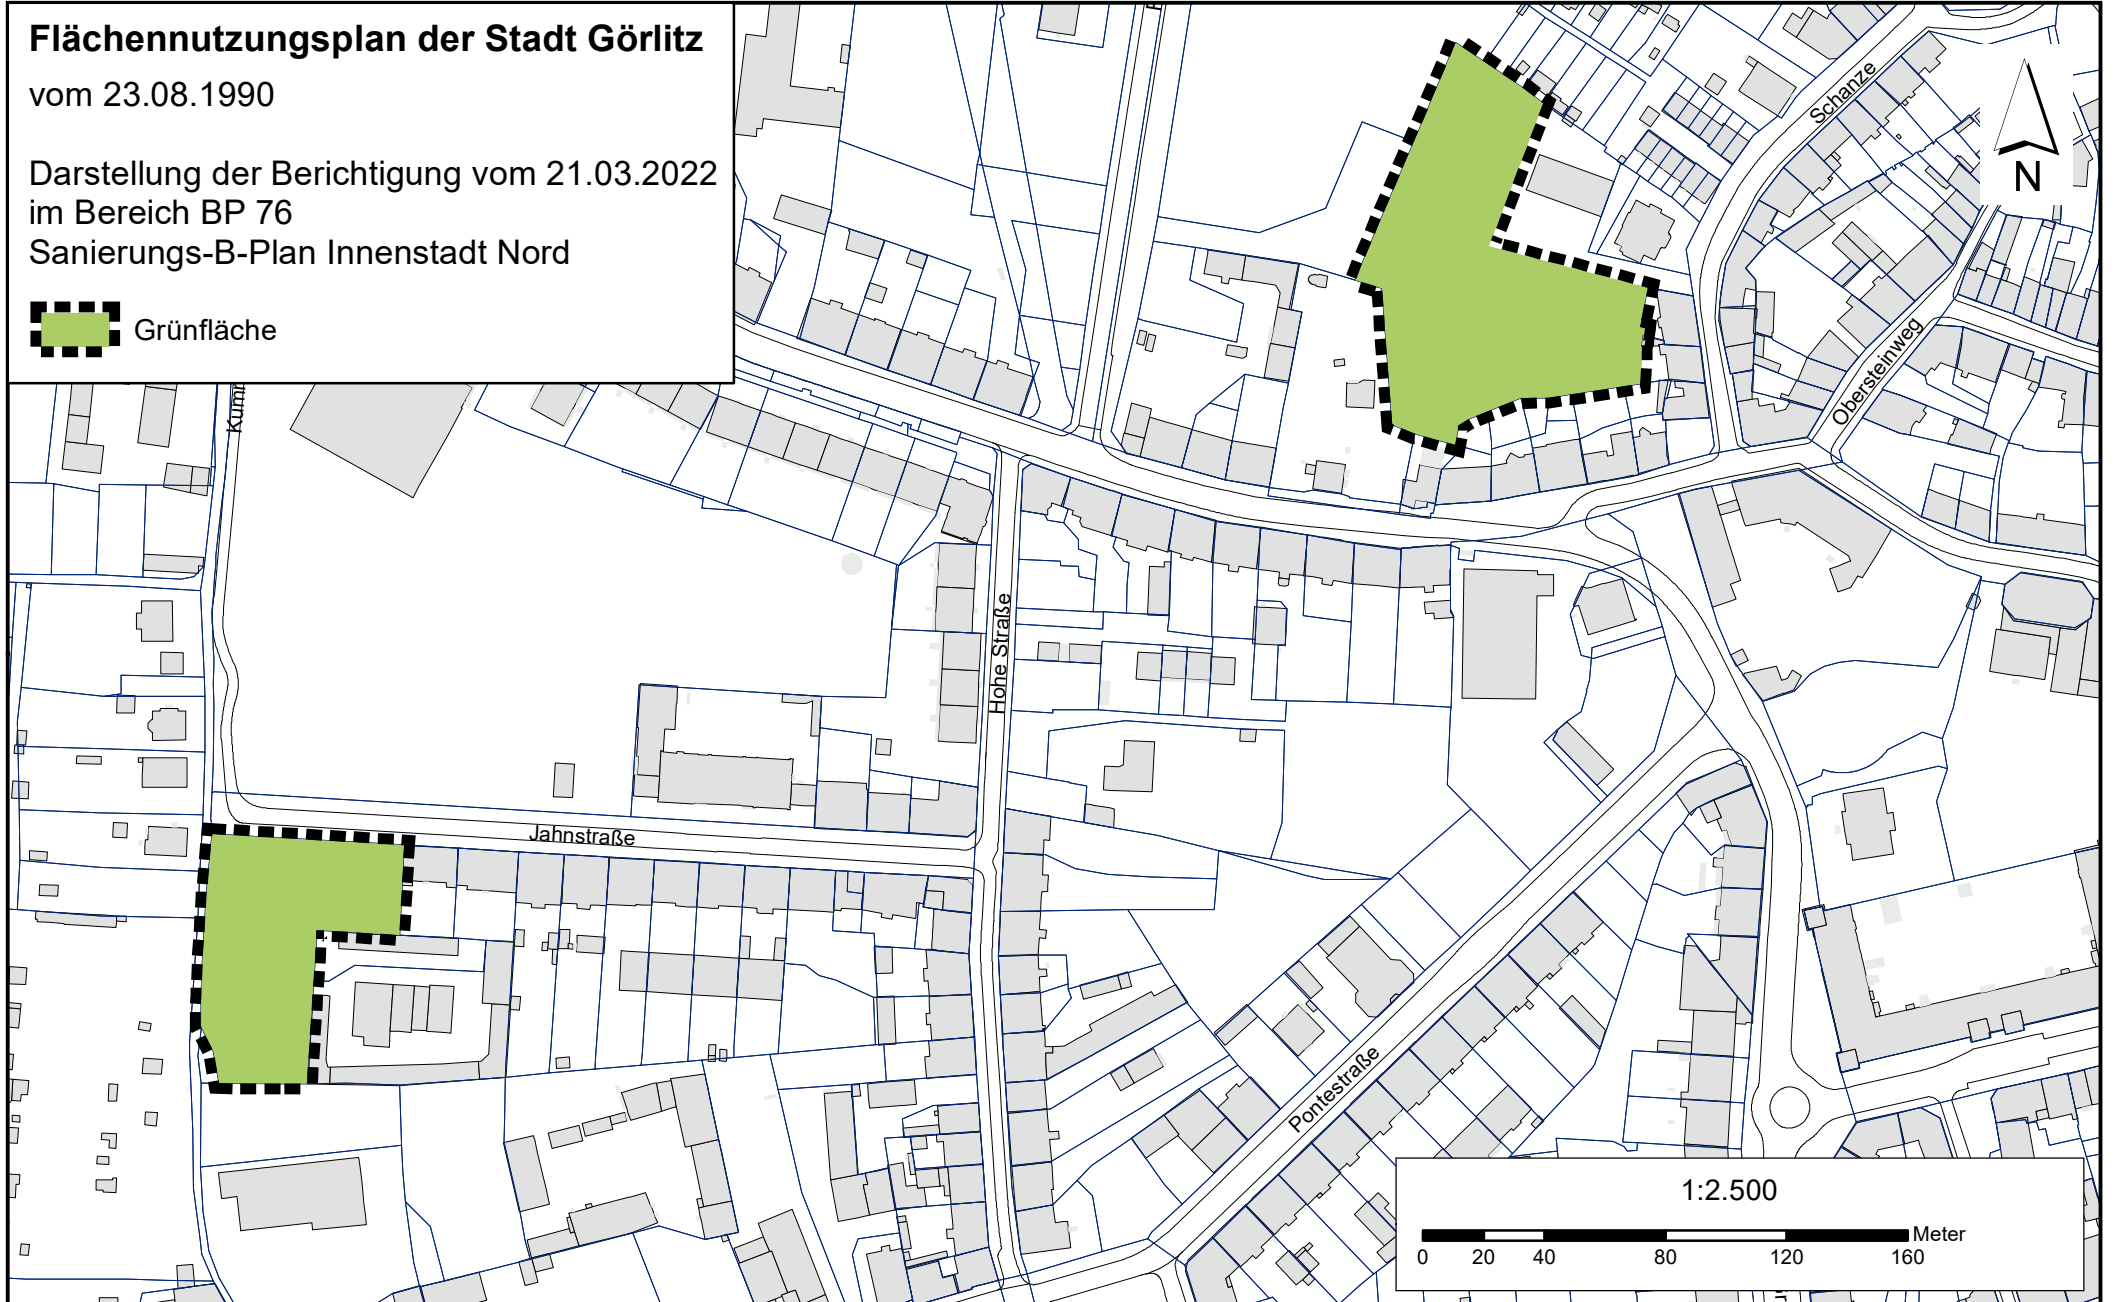 Flächennutzungsplan der Stadt Görlitz
vom 23.08.1990
Darstellung der Berichtigung vom 21.03.2022
im Bereich BP 76
Sanierungs-B-Plan Innenstadt Nord
Grünfläche
Schanze
N
Obersteinweg
Hohe Straße
Jahnstraße
Pontestraße
1:2.500
Meter
0 20 40 80 120 160